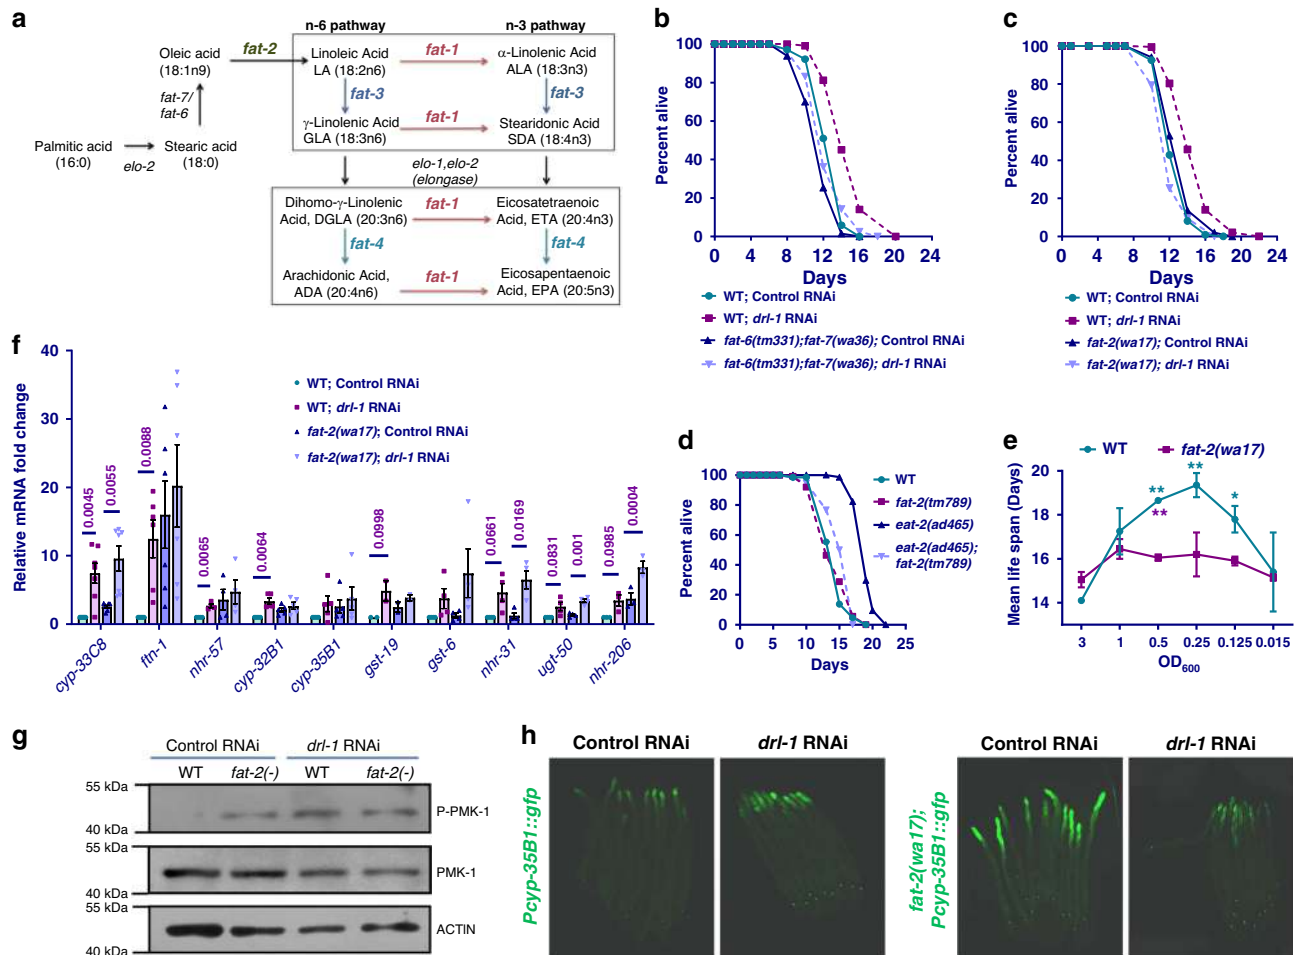 a
n-6 pathway
n-3 pathway
Oleic acid
(18:1n9)
fat-2
Linoleic Acid
LA (18:2n6)
fat-1
α-Linolenic Acid
ALA (18:3n3)
fat-7/
fat-6
fat-3
fat-3
γ-Linolenic Acid
GLA (18:3n6)
fat-1
Stearidonic Acid
SDA (18:4n3)
Palmitic acid
(16:0)
elo-2
Stearic acid
(18:0)
elo-1,elo-2
(elongase)
Dihomo-γ-Linolenic
Acid, DGLA (20:3n6)
fat-1
Eicosatetraenoic
Acid, ETA (20:4n3)
fat-4
fat-4
Arachidonic Acid,
ADA (20:4n6)
fat-1
Eicosapentaenoic
Acid, EPA (20:5n3)
b
Percent alive
100
80
60
40
20
0
0 4 8 12 16 20 24
Days
WT; Control RNAi
WT; drl-1 RNAi
fat-6(tm331);fat-7(wa36); Control RNAi
fat-6(tm331);fat-7(wa36); drl-1 RNAi
c
Percent alive
100
80
60
40
20
0
0 4 8 12 16 20 24
Days
WT; Control RNAi
WT; drl-1 RNAi
fat-2(wa17); Control RNAi
fat-2(wa17); drl-1 RNAi
f
Relative mRNA fold change
40
30
20
10
0
WT; Control RNAi
WT; drl-1 RNAi
fat-2(wa17); Control RNAi
fat-2(wa17); drl-1 RNAi
0.0045
0.0055
0.0088
0.0065
0.0064
0.0998
0.0661
0.0169
0.0831
0.001
0.0985
0.0004
cyp-33C8
ftn-1
nhr-57
cyp-32B1
cyp-35B1
gst-19
gst-6
nhr-31
ugt-50
nhr-206
d
Percent alive
100
80
60
40
20
0
0 5 10 15 20 25
Days
WT
fat-2(tm789)
eat-2(ad465)
eat-2(ad465);
fat-2(tm789)
e
WT
fat-2(wa17)
Mean life span (Days)
20
18
16
14
**
**
**
*
3 1 0.5 0.25 0.125 0.015
OD600
g
Control RNAi
drl-1 RNAi
WT fat-2(-) WT fat-2(-)
55 kDa
40 kDa
P-PMK-1
55 kDa
40 kDa
PMK-1
55 kDa
40 kDa
ACTIN
h
Control RNAi
drl-1 RNAi
Pcyp-35B1::gfp
Control RNAi
drl-1 RNAi
fat-2(wa17);
Pcyp-35B1::gfp